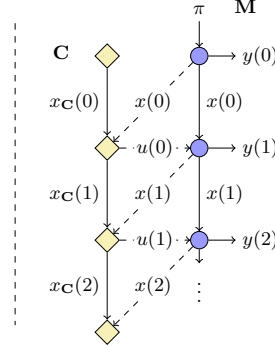 π M
C y(0)
x_C(0) x(0) x(0)
u(0) y(1)
x_C(1) x(1) x(1)
u(1) y(2)
x_C(2) x(2)
⋮